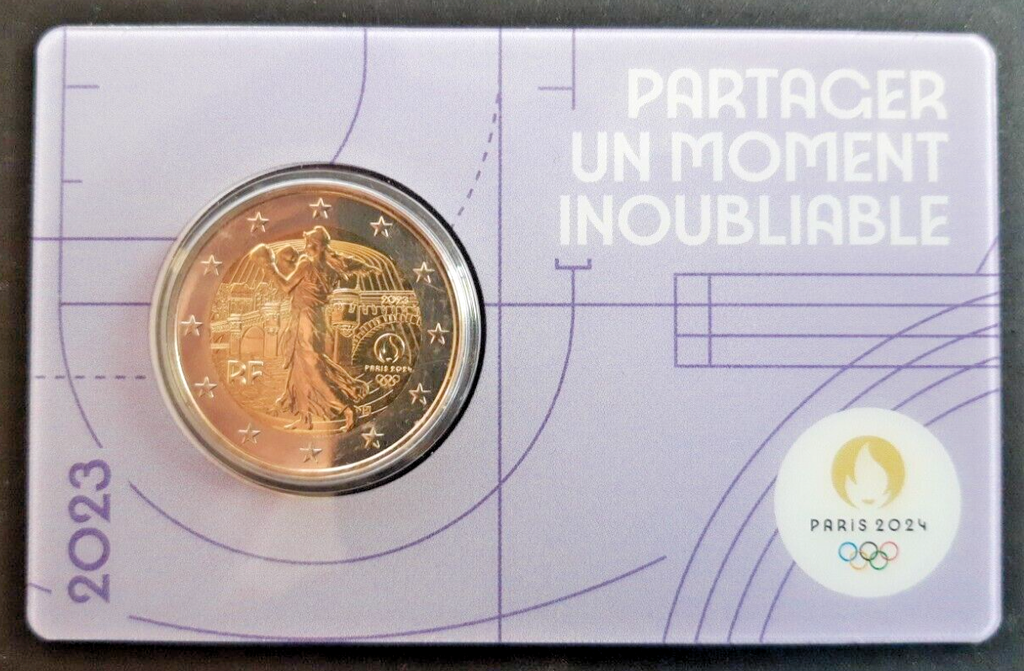 PARTAGER
UN MOMENT
INOUBLIABLE
2023
RF
PARIS 2024
2023
PARIS 2024